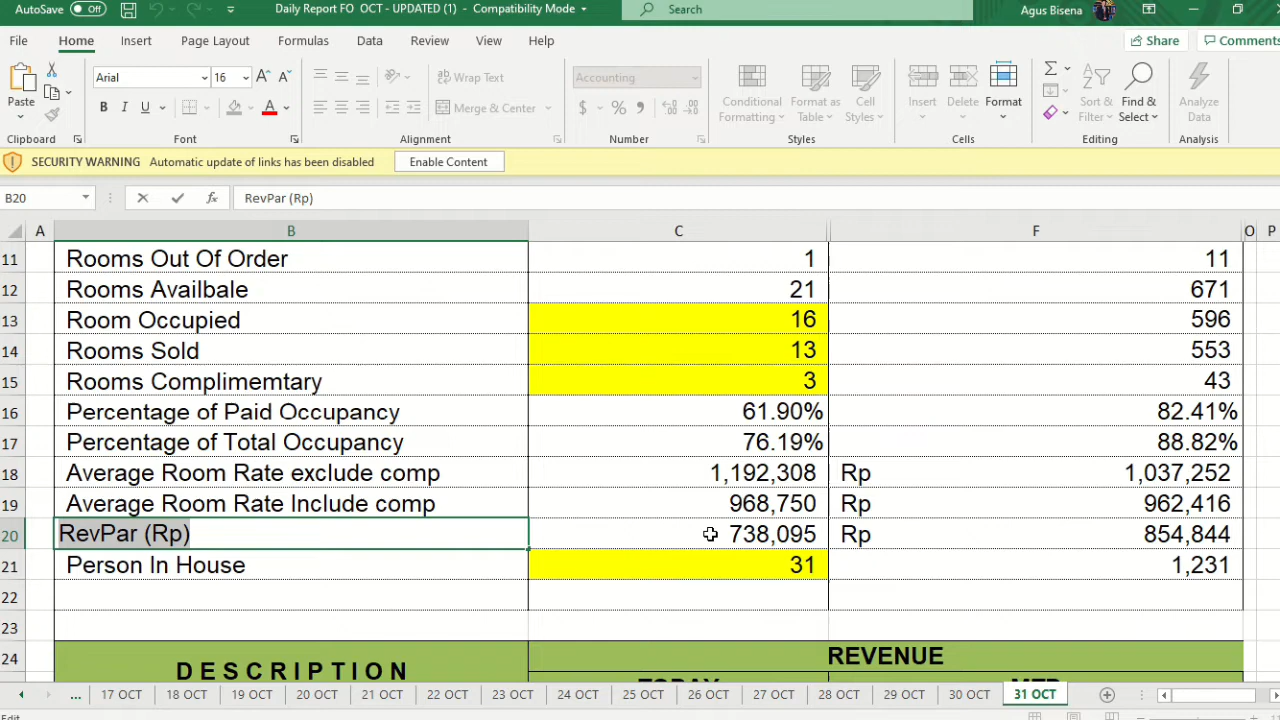 AutoSave Off Daily Report FO OCT - UPDATED (1) - Compatibility Mode Search Agus Bisena
File Home Insert Page Layout Formulas Data Review View Help Share Comments
Arial 16 Wrap Text Accounting
Paste B I U A Merge & Center $ % Conditional Formatting Format as Table Cell Styles Insert Delete Format Sort & Filter Find & Select Analyze Data
Clipboard Font Alignment Number Styles Cells Editing Analysis
SECURITY WARNING Automatic update of links has been disabled Enable Content
B20 fx RevPar (Rp)
A B C F O P
11 Rooms Out Of Order 1 11
12 Rooms Availbale 21 671
13 Room Occupied 16 596
14 Rooms Sold 13 553
15 Rooms Complimemtary 3 43
16 Percentage of Paid Occupancy 61.90% 82.41%
17 Percentage of Total Occupancy 76.19% 88.82%
18 Average Room Rate exclude comp 1,192,308 Rp 1,037,252
19 Average Room Rate Include comp 968,750 Rp 962,416
20 RevPar (Rp) 738,095 Rp 854,844
21 Person In House 31 1,231
22
23
24 DESCRIPTION REVENUE
TODAY MTD
... 17 OCT 18 OCT 19 OCT 20 OCT 21 OCT 22 OCT 23 OCT 24 OCT 25 OCT 26 OCT 27 OCT 28 OCT 29 OCT 30 OCT 31 OCT
Edit